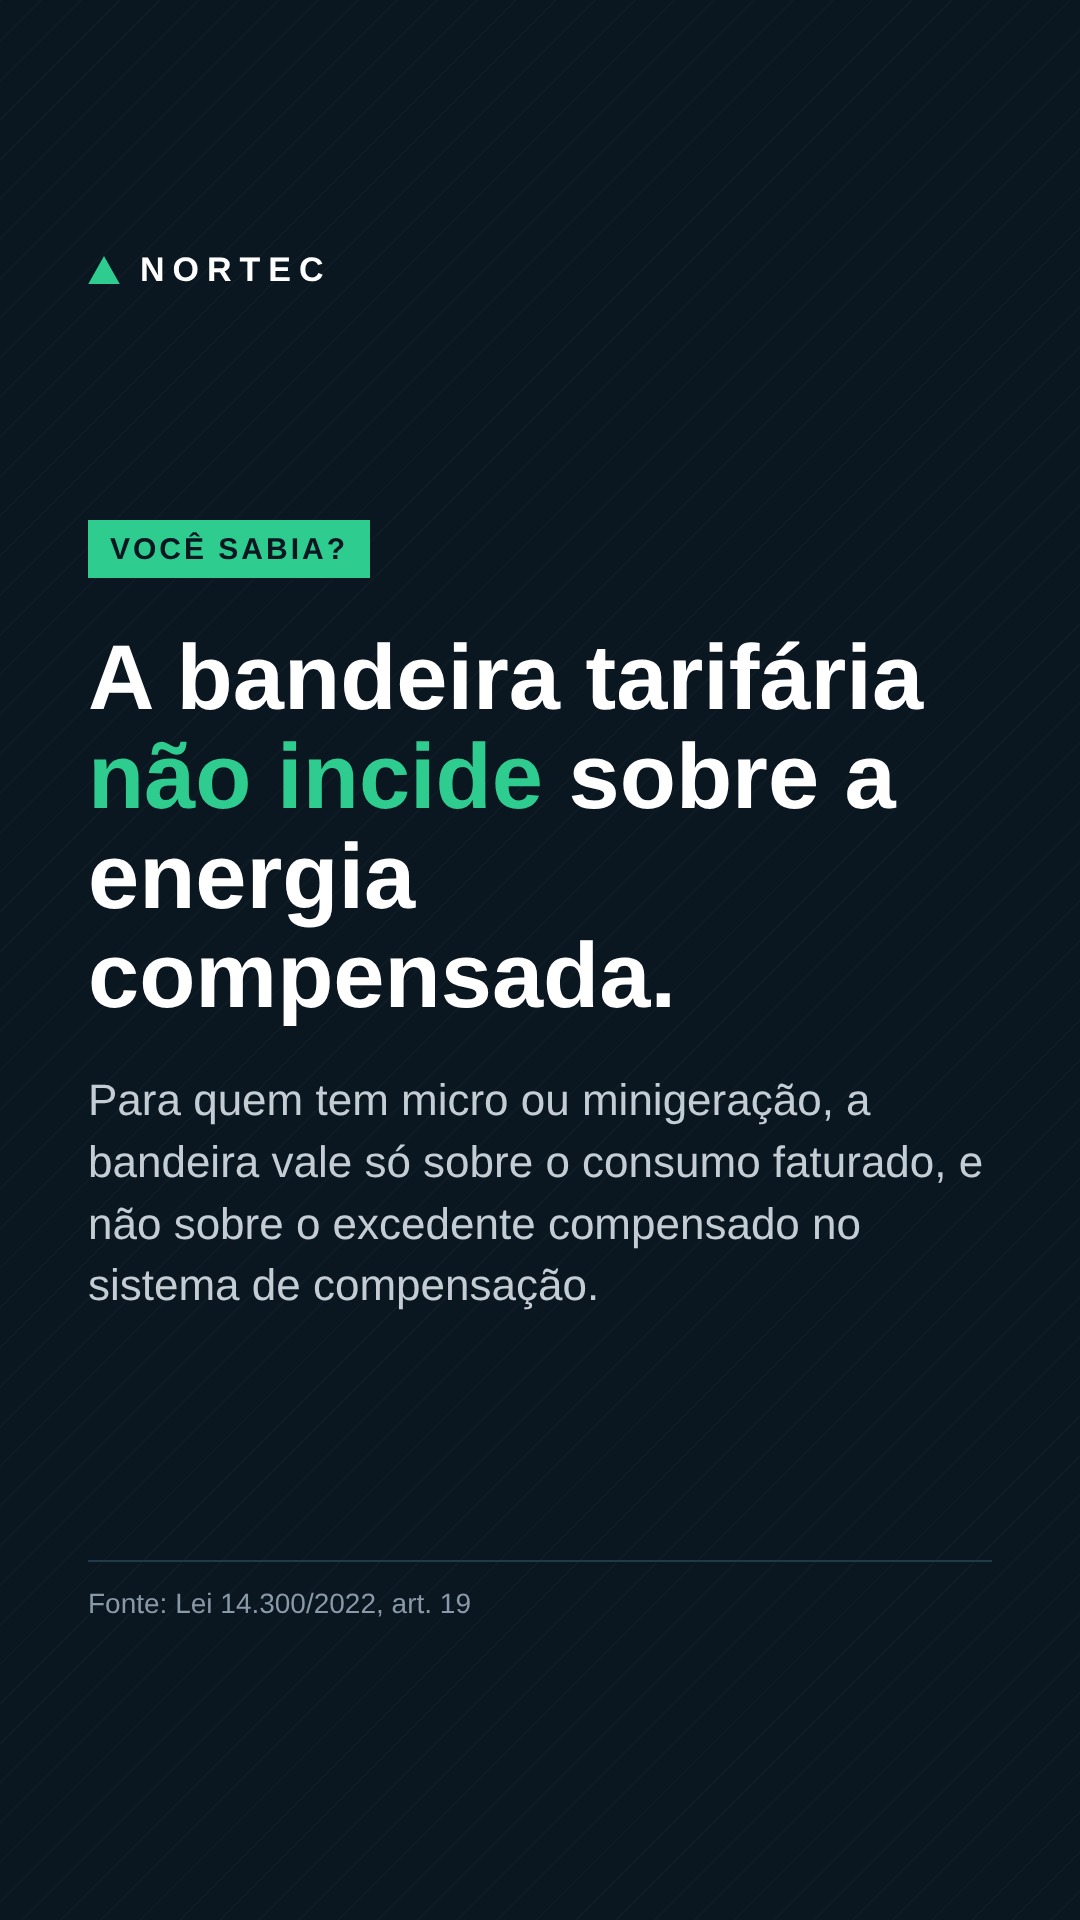 NORTEC
VOCÊ SABIA?
A bandeira tarifária
não incide sobre a
energia
compensada.
Para quem tem micro ou minigeração, a
bandeira vale só sobre o consumo faturado, e
não sobre o excedente compensado no
sistema de compensação.
Fonte: Lei 14.300/2022, art. 19